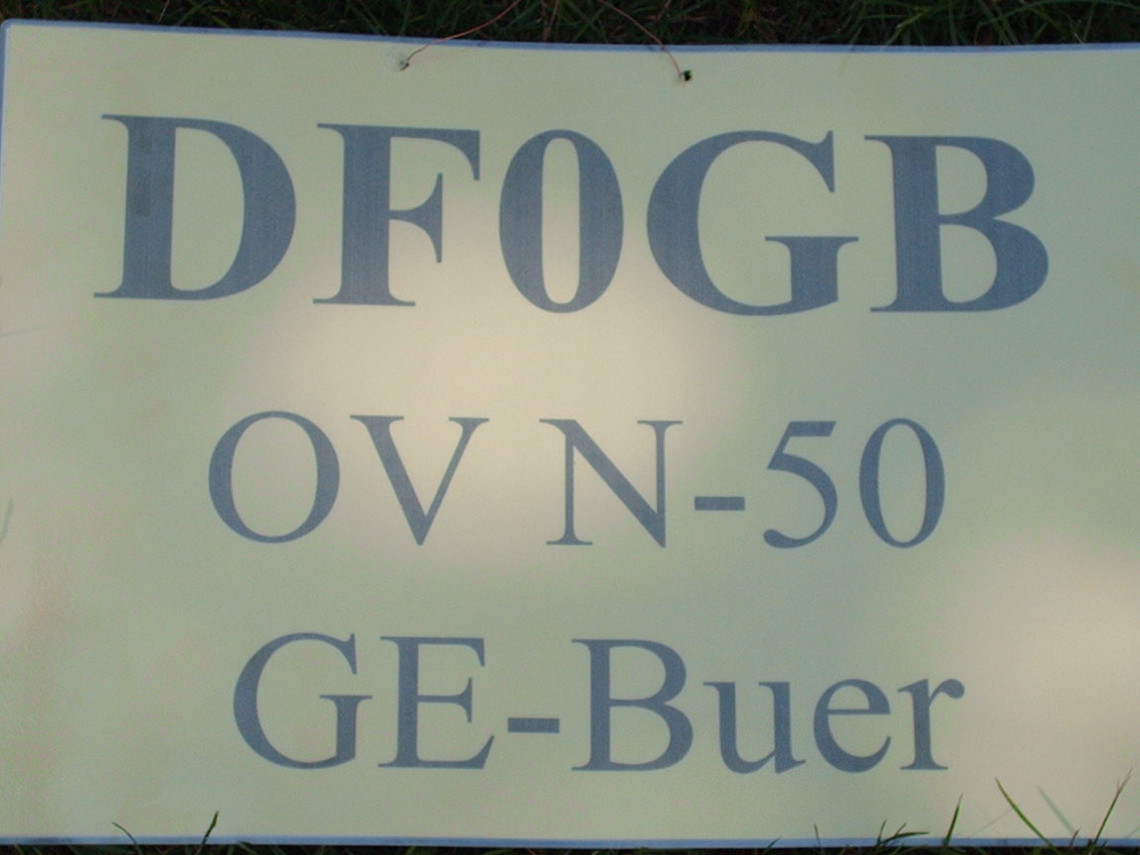 DF0GB
OV N-50
GE-Buer